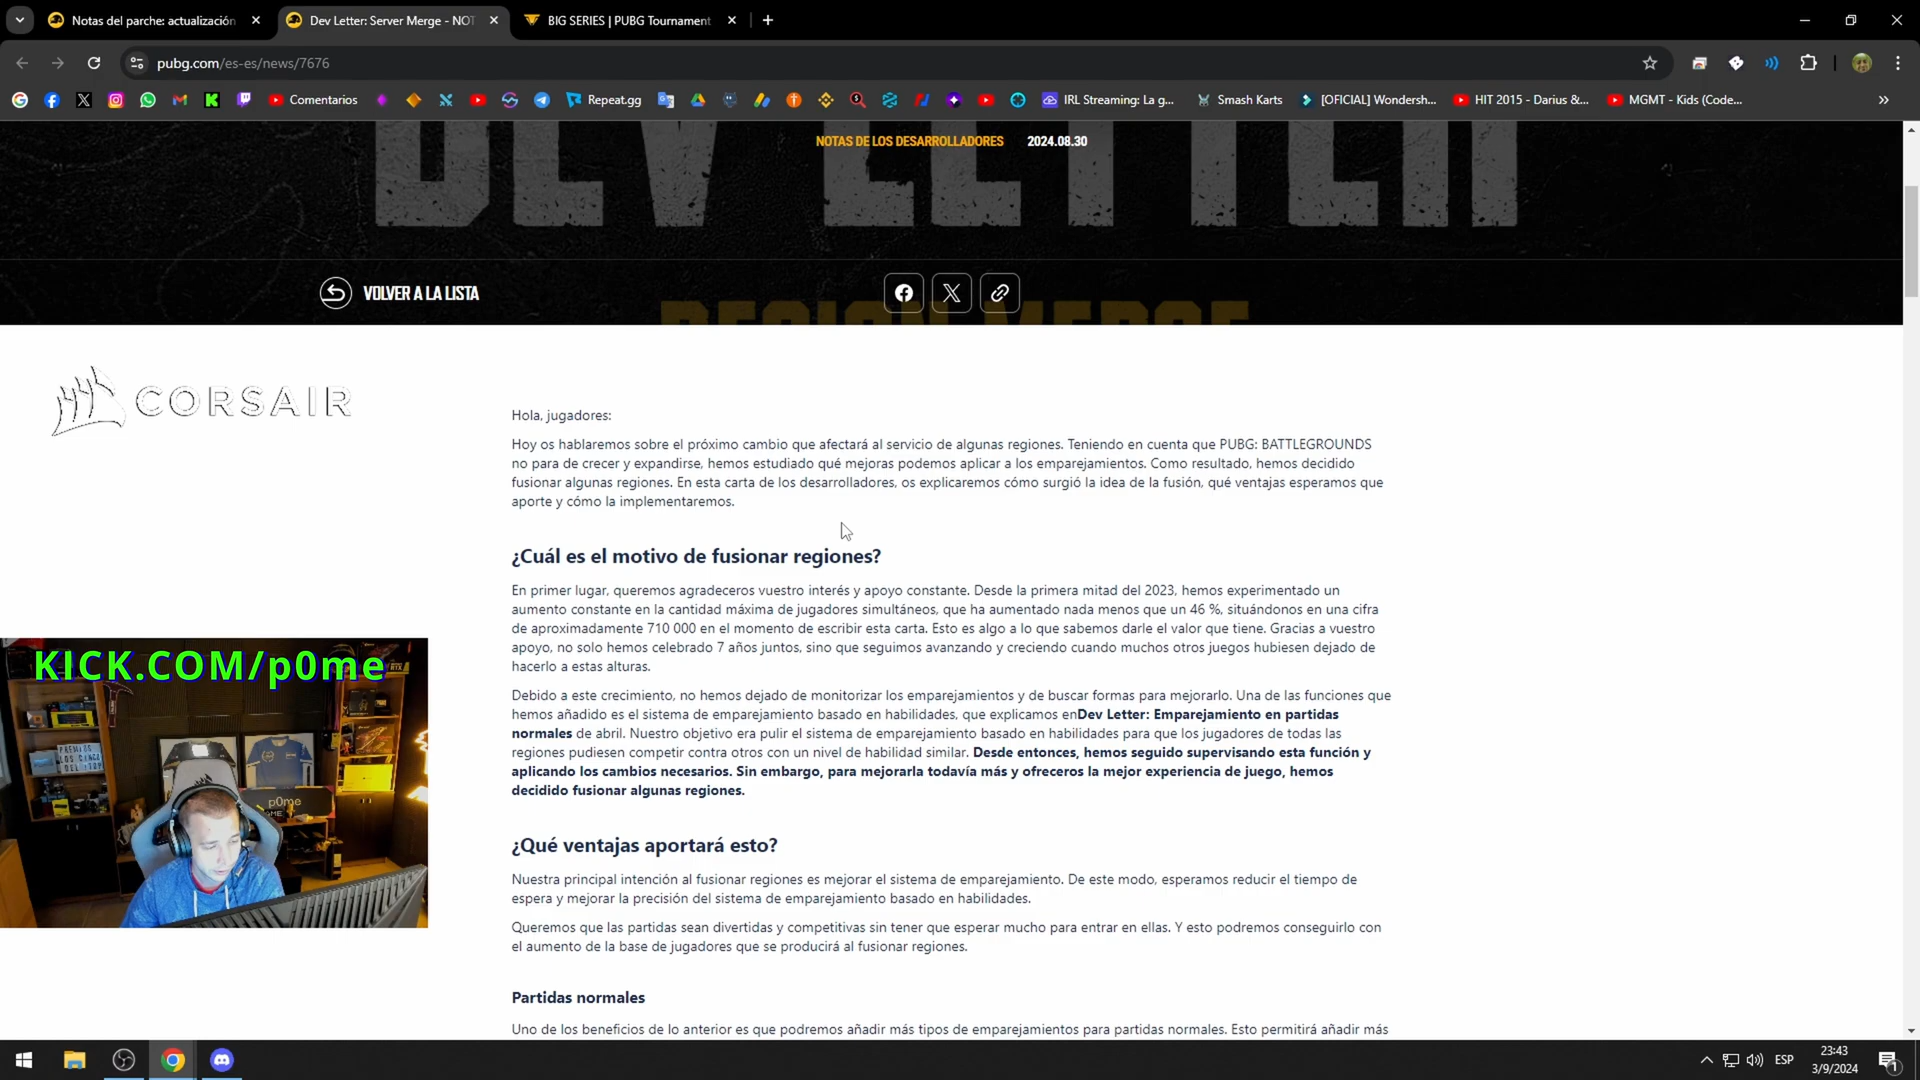 Notas del parche: actualización
Dev Letter: Server Merge - NOT
BIG SERIES | PUBG Tournament
pubg.com/es-es/news/7676
Comentarios
Repeat.gg
IRL Streaming: La g...
Smash Karts
[OFICIAL] Wondersh...
HIT 2015 - Darius &...
MGMT - Kids (Code...
DEV LETTER
NOTAS DE LOS DESARROLLADORES 2024.08.30
VOLVER A LA LISTA
REGION MERGE
CORSAIR
Hola, jugadores:
Hoy os hablaremos sobre el próximo cambio que afectará al servicio de algunas regiones. Teniendo en cuenta que PUBG: BATTLEGROUNDS
no para de crecer y expandirse, hemos estudiado qué mejoras podemos aplicar a los emparejamientos. Como resultado, hemos decidido
fusionar algunas regiones. En esta carta de los desarrolladores, os explicaremos cómo surgió la idea de la fusión, qué ventajas esperamos que
aporte y cómo la implementaremos.
¿Cuál es el motivo de fusionar regiones?
En primer lugar, queremos agradeceros vuestro interés y apoyo constante. Desde la primera mitad del 2023, hemos experimentado un
aumento constante en la cantidad máxima de jugadores simultáneos, que ha aumentado nada menos que un 46 %, situándonos en una cifra
de aproximadamente 710 000 en el momento de escribir esta carta. Esto es algo a lo que sabemos darle el valor que tiene. Gracias a vuestro
apoyo, no solo hemos celebrado 7 años juntos, sino que seguimos avanzando y creciendo cuando muchos otros juegos hubiesen dejado de
hacerlo a estas alturas.
Debido a este crecimiento, no hemos dejado de monitorizar los emparejamientos y de buscar formas para mejorarlo. Una de las funciones que
hemos añadido es el sistema de emparejamiento basado en habilidades, que explicamos enDev Letter: Emparejamiento en partidas
normales de abril. Nuestro objetivo era pulir el sistema de emparejamiento basado en habilidades para que los jugadores de todas las
regiones pudiesen competir contra otros con un nivel de habilidad similar. Desde entonces, hemos seguido supervisando esta función y
aplicando los cambios necesarios. Sin embargo, para mejorarla todavía más y ofreceros la mejor experiencia de juego, hemos
decidido fusionar algunas regiones.
KICK.COM/p0me
PREMIOS
p0me
¿Qué ventajas aportará esto?
Nuestra principal intención al fusionar regiones es mejorar el sistema de emparejamiento. De este modo, esperamos reducir el tiempo de
espera y mejorar la precisión del sistema de emparejamiento basado en habilidades.
Queremos que las partidas sean divertidas y competitivas sin tener que esperar mucho para entrar en ellas. Y esto podremos conseguirlo con
el aumento de la base de jugadores que se producirá al fusionar regiones.
Partidas normales
Uno de los beneficios de lo anterior es que podremos añadir más tipos de emparejamientos para partidas normales. Esto permitirá añadir más
ESP
23:43
3/9/2024
1